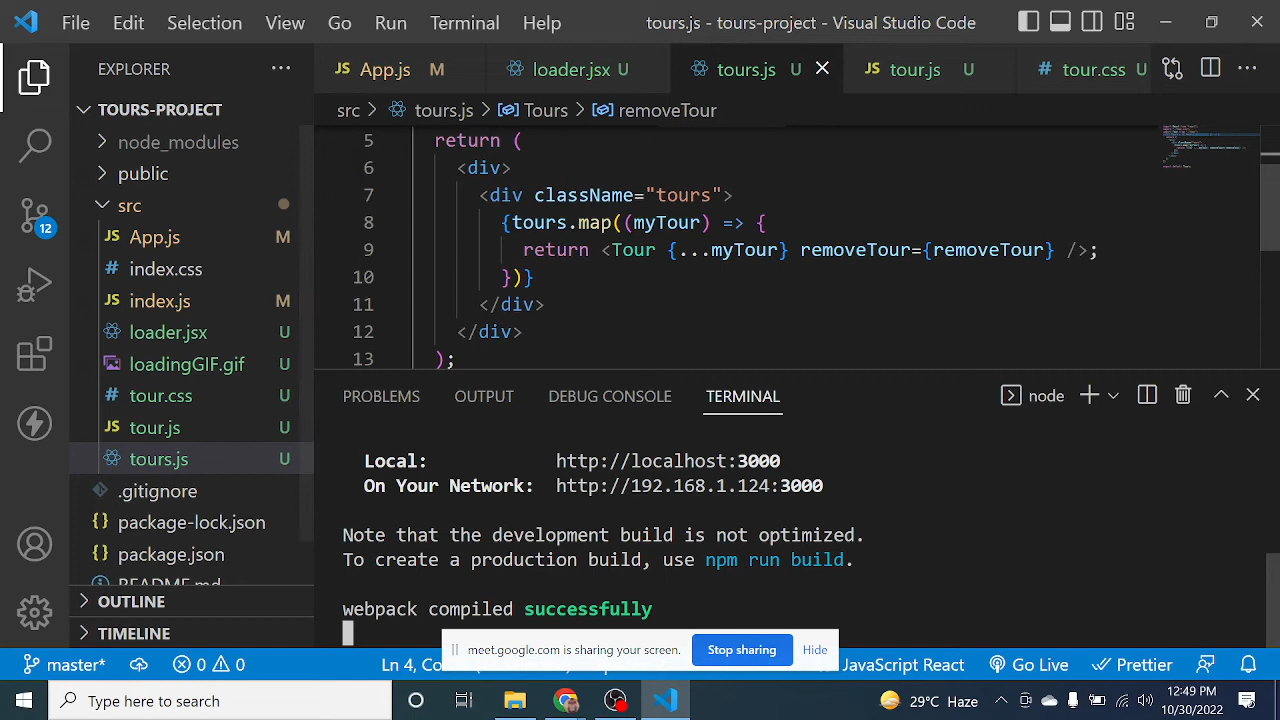 File Edit Selection View Go Run Terminal Help tours.js - tours-project - Visual Studio Code
EXPLORER
TOURS-PROJECT
node_modules
public
src
JS App.js M
# index.css
JS index.js M
loader.jsx U
loadingGIF.gif U
# tour.css U
JS tour.js U
tours.js U
.gitignore
{} package-lock.json
{} package.json
README.md
OUTLINE
TIMELINE
12
JS App.js M loader.jsx U tours.js U JS tour.js U # tour.css U
src > tours.js > Tours > removeTour
5 return (
6 <div>
7 <div className="tours">
8 {tours.map((myTour) => {
9 return <Tour {...myTour} removeTour={removeTour} />;
10 })}
11 </div>
12 </div>
13 );
PROBLEMS OUTPUT DEBUG CONSOLE TERMINAL node
Local: http://localhost:3000
On Your Network: http://192.168.1.124:3000
Note that the development build is not optimized.
To create a production build, use npm run build.
webpack compiled successfully
meet.google.com is sharing your screen. Stop sharing Hide
master* 0 0 Ln 4, JavaScript React Go Live Prettier
Type here to search 29°C Haze
12:49 PM
10/30/2022